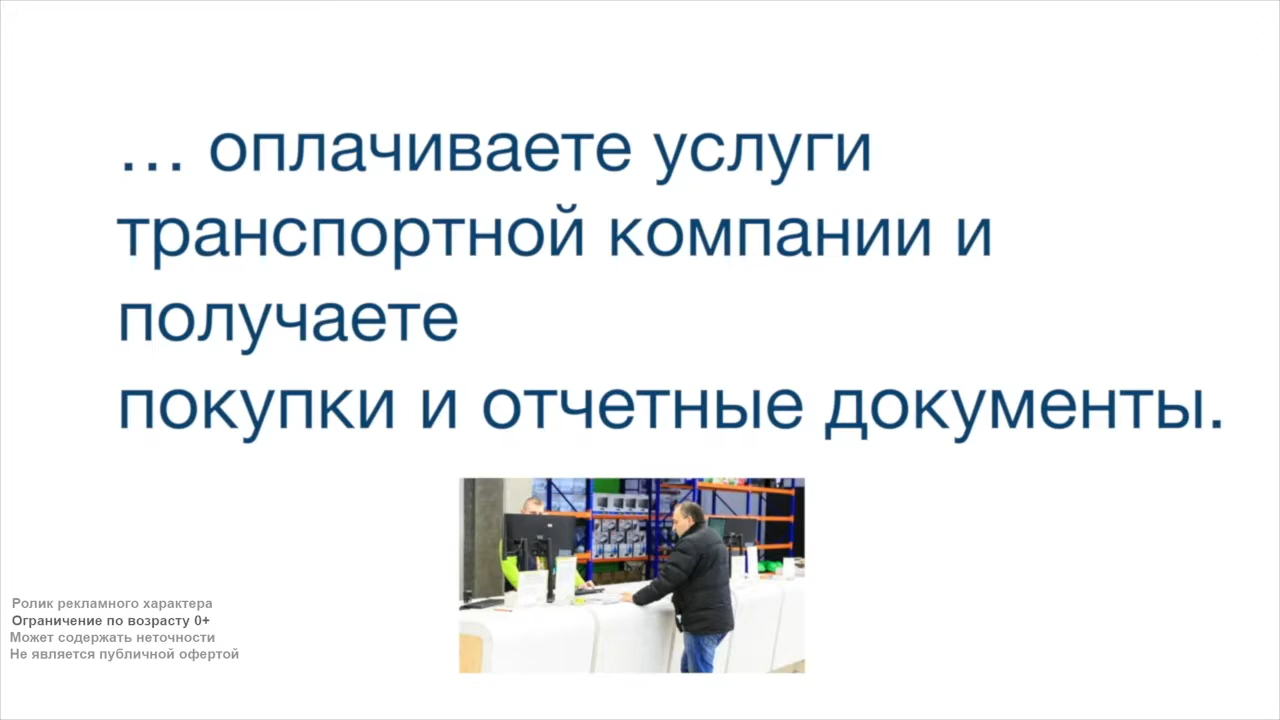 ... оплачиваете услуги
транспортной компании и
получаете
покупки и отчетные документы.
Ролик рекламного характера
Ограничение по возрасту 0+
Может содержать неточности
Не является публичной офертой